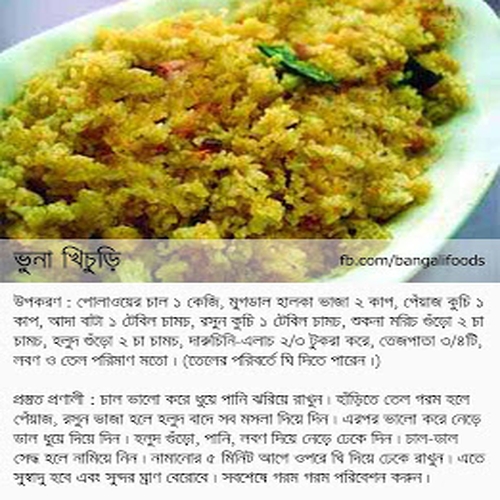 ভুনা খিচুড়ি
fb.com/bangalifoods
উপকরণ : পোলাওয়ের চাল ১ কেজি, মুগডাল হালকা ভাজা ২ কাপ, পেঁয়াজ কুচি ১
কাপ, আদা বাটা ১ টেবিল চামচ, রসুন কুচি ১ টেবিল চামচ, শুকনা মরিচ গুঁড়ো ২ চা
চামচ, হলুদ গুঁড়ো ২ চা চামচ, দারুচিনি-এলাচ ২/৩ টুকরা করে, তেজপাতা ৩/৪টি,
লবণ ও তেল পরিমাণ মতো। (তেলের পরিবর্তে ঘি দিতে পারেন।)
প্রস্তুত প্রণালী : চাল ভালো করে ধুয়ে পানি ঝরিয়ে রাখুন। হাঁড়িতে তেল গরম হলে
পেঁয়াজ, রসুন ভাজা হলে হলুদ বাদে সব মসলা দিয়ে দিন। এরপর ভালো করে নেড়ে
ডাল ধুয়ে দিয়ে দিন। হলুদ গুঁড়ো, পানি, লবণ দিয়ে নেড়ে ঢেকে দিন। চাল-ডাল
সেদ্ধ হলে নামিয়ে নিন। নামানোর ৫ মিনিট আগে ওপরে ঘি দিয়ে ঢেকে রাখুন। এতে
সুস্বাদু হবে এবং সুন্দর ঘ্রাণ বেরোবে। সবশেষে গরম গরম পরিবেশন করুন।